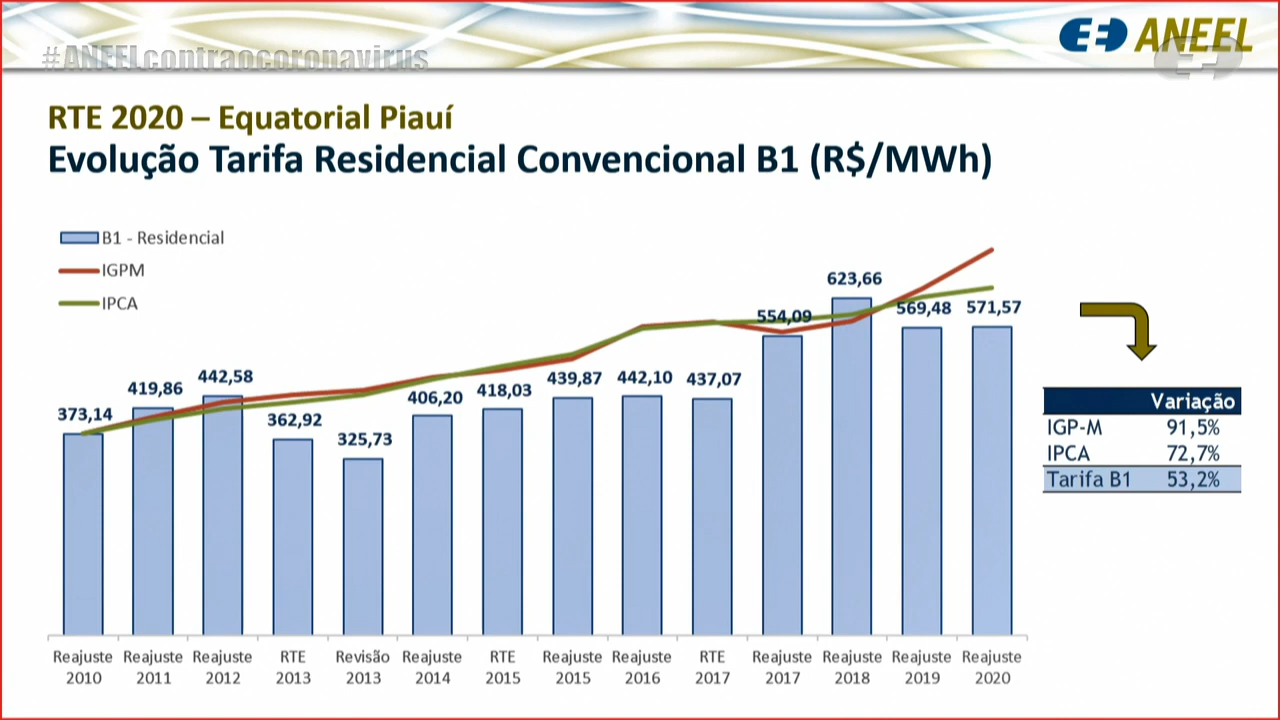 #ANEELcontraocoronavirus
ANEEL
RTE 2020 – Equatorial Piauí
Evolução Tarifa Residencial Convencional B1 (R$/MWh)
B1 - Residencial
IGPM
IPCA
373,14
419,86
442,58
362,92
325,73
406,20
418,03
439,87
442,10
437,07
554,09
623,66
569,48
571,57
Reajuste 2010
Reajuste 2011
Reajuste 2012
RTE 2013
Revisão 2013
Reajuste 2014
RTE 2015
Reajuste 2015
Reajuste 2016
RTE 2017
Reajuste 2017
Reajuste 2018
Reajuste 2019
Reajuste 2020
Variação
IGP-M 91,5%
IPCA 72,7%
Tarifa B1 53,2%